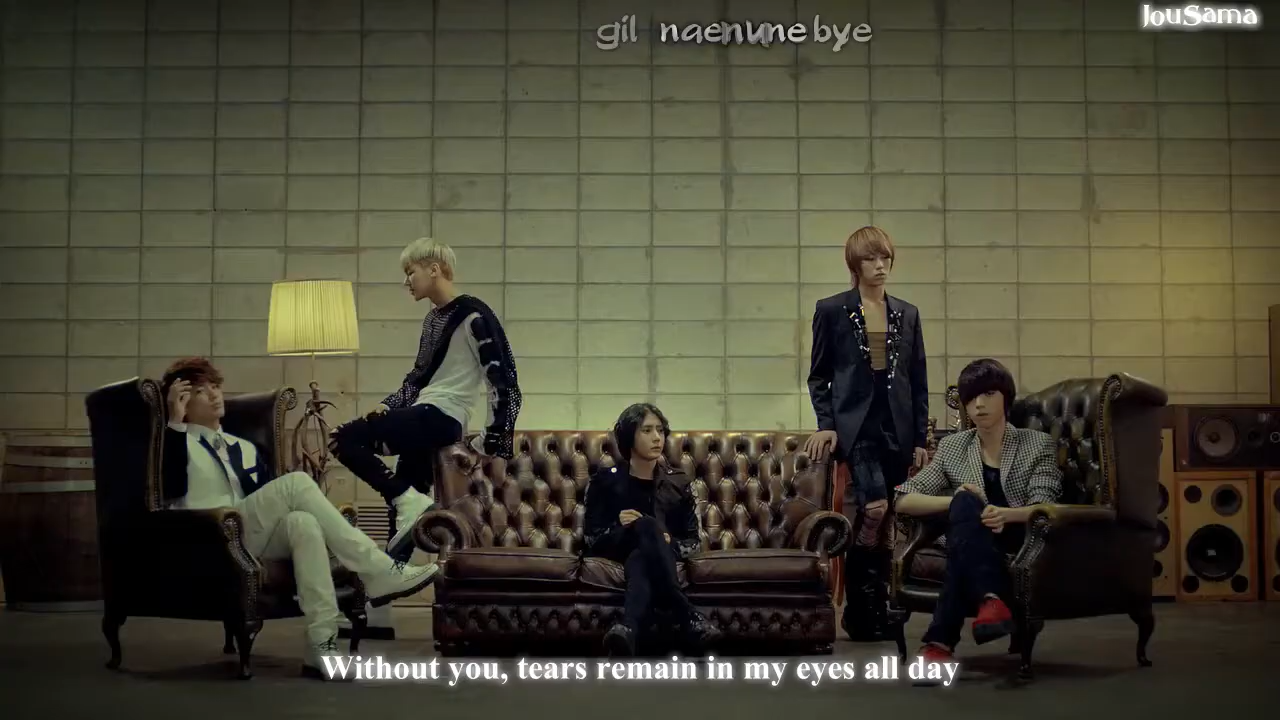 JouSama
gil naenune bye
Without you, tears remain in my eyes all day